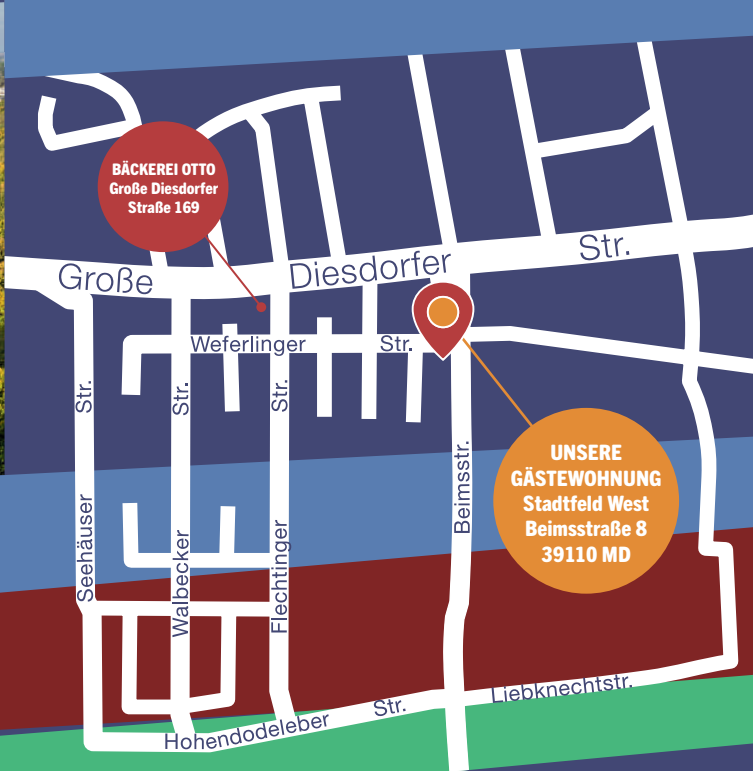 BÄCKEREI OTTO
Große Diesdorfer
Straße 169
Große Diesdorfer Str.
Weferlinger Str.
Seehäuser Str.
Walbecker Str.
Flechtinger Str.
Beimsstr.
UNSERE
GÄSTEWOHNUNG
Stadtfeld West
Beimsstraße 8
39110 MD
Hohendodeleber Str.
Liebknechtstr.